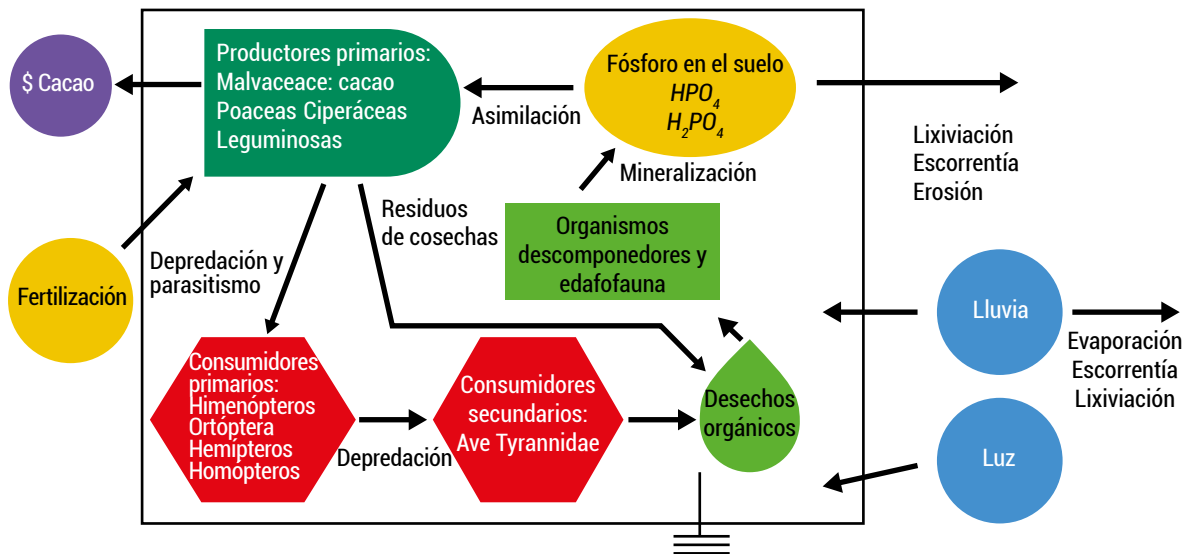 $ Cacao
Productores primarios:
Malvaceace: cacao
Poaceas Ciperáceas
Leguminosas
Asimilación
Fósforo en el suelo
HPO₄
H₂PO₄
Mineralización
Lixiviación
Escorrentía
Erosión
Fertilización
Depredación y
parasitismo
Residuos
de cosechas
Organismos
descomponedores y
edafofauna
Lluvia
Evaporación
Escorrentía
Lixiviación
Consumidores
primarios:
Himenópteros
Ortóptera
Hemípteros
Homópteros
Depredación
Consumidores
secundarios:
Ave Tyrannidae
Desechos
orgánicos
Luz